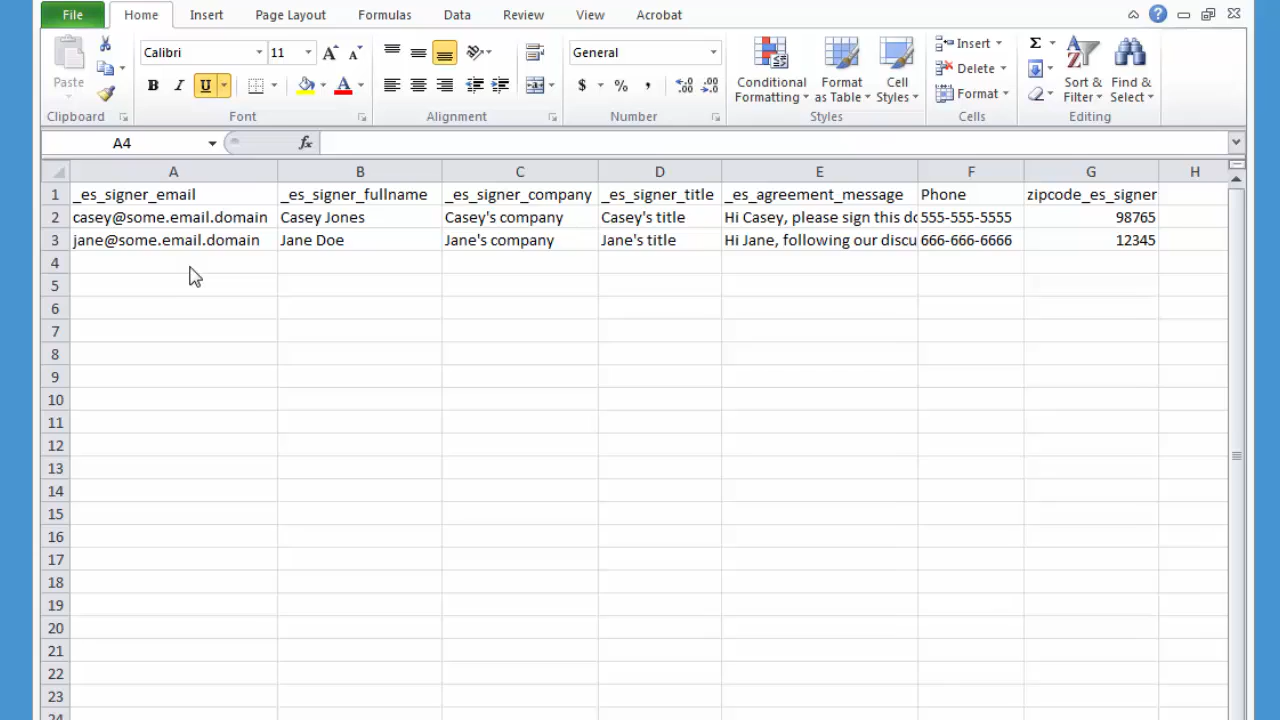 File Home Insert Page Layout Formulas Data Review View Acrobat
Calibri 11 General Insert
Paste B I U $ % , Conditional Formatting Format as Table Cell Styles Delete Sort & Filter Find & Select
Format
Clipboard Font Alignment Number Styles Cells Editing
A4 fx
A B C D E F G H
1 _es_signer_email _es_signer_fullname _es_signer_company _es_signer_title _es_agreement_message Phone zipcode_es_signer
2 casey@some.email.domain Casey Jones Casey's company Casey's title Hi Casey, please sign this do 555-555-5555 98765
3 jane@some.email.domain Jane Doe Jane's company Jane's title Hi Jane, following our discu 666-666-6666 12345
4
5
6
7
8
9
10
11
12
13
14
15
16
17
18
19
20
21
22
23
24